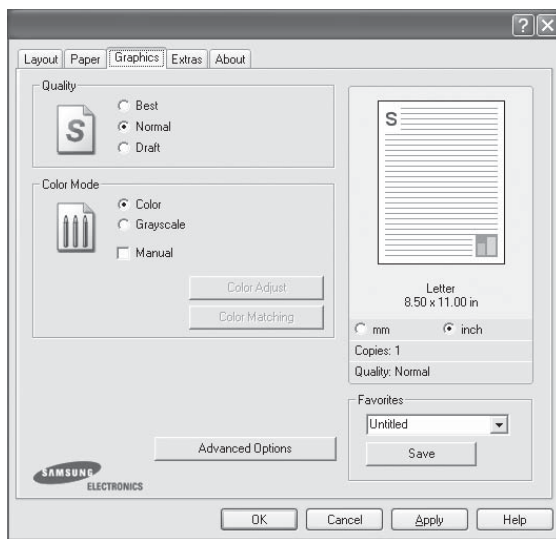 Layout Paper Graphics Extras About
Quality
S
Best
Normal
Draft
Color Mode
Color
Grayscale
Manual
Color Adjust
Color Matching
Advanced Options
SAMSUNG
ELECTRONICS
S
Letter
8.50 x 11.00 in
mm inch
Copies: 1
Quality: Normal
Favorites
Untitled
Save
OK Cancel Apply Help